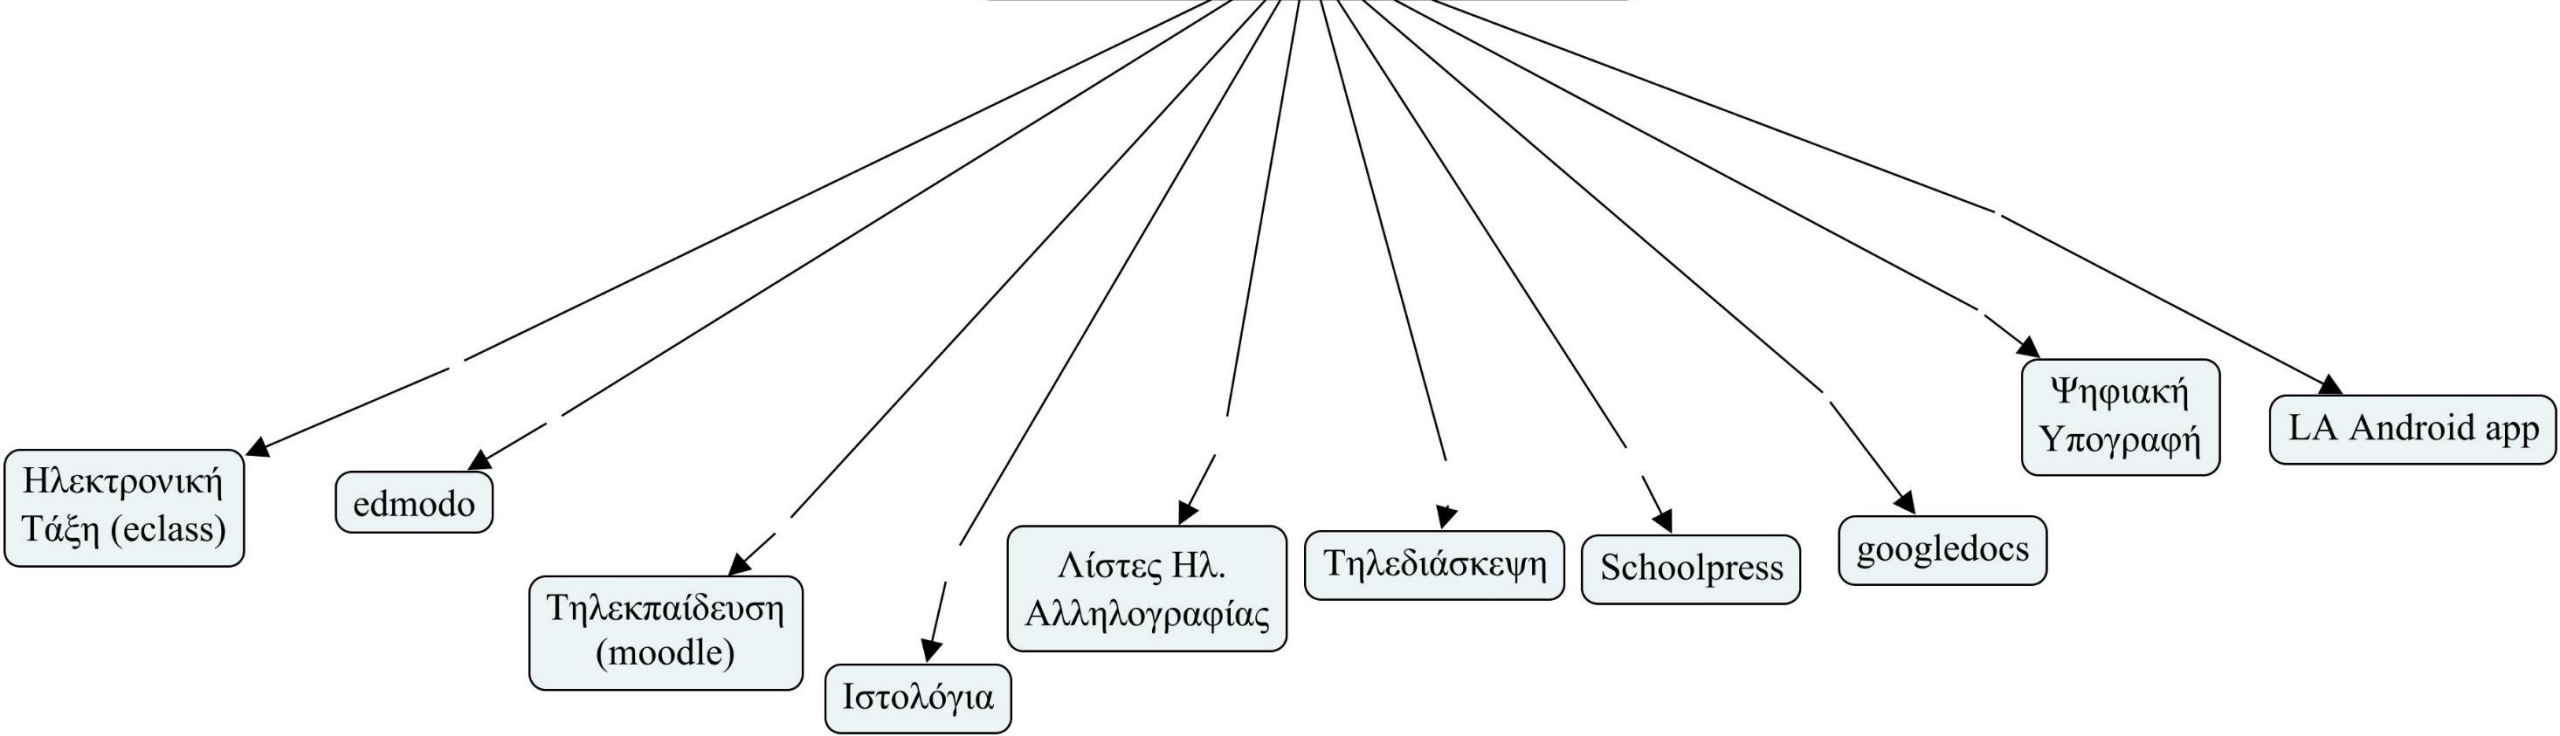 Ηλεκτρονική
Τάξη (eclass)
edmodo
Τηλεκπαίδευση
(moodle)
Ιστολόγια
Λίστες Ηλ.
Αλληλογραφίας
Τηλεδιάσκεψη
Schoolpress
googledocs
Ψηφιακή
Υπογραφή
LA Android app